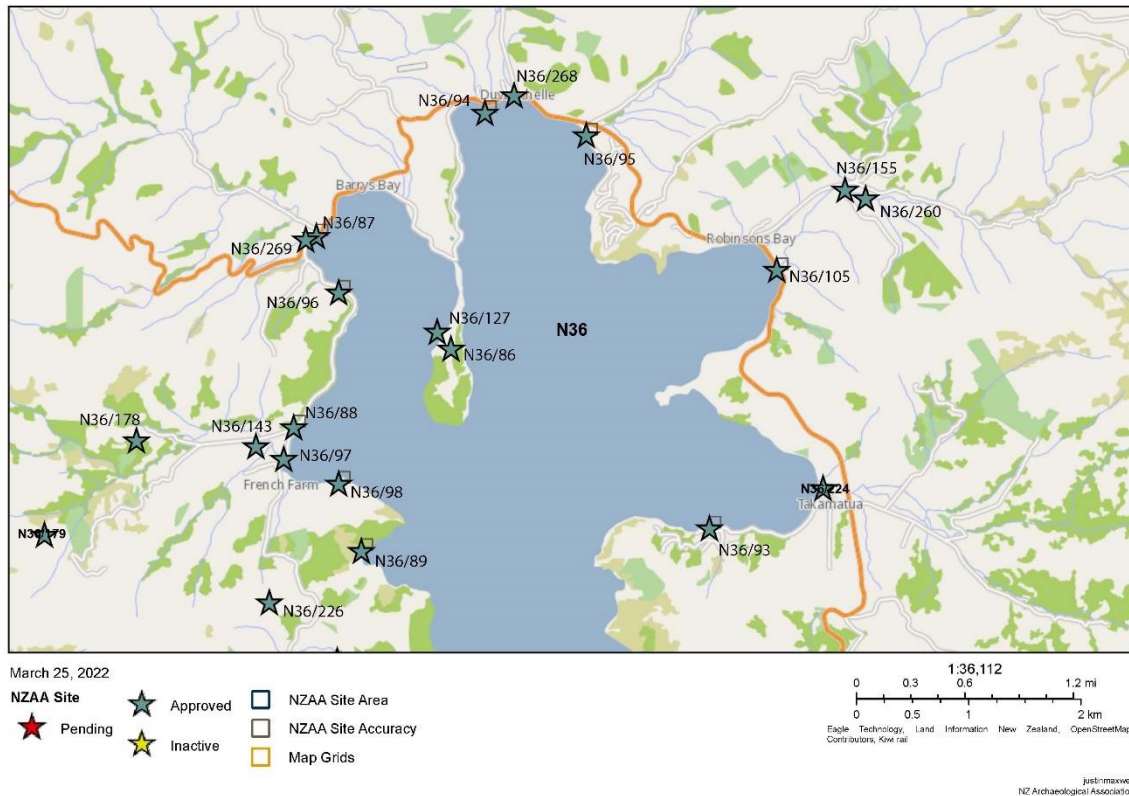 N36/268
N36/94
N36/95
N36/155
N36/260
Barrys Bay
N36/87
N36/269
Robinsons Bay
N36/105
N36/96
N36/127
N36
N36/86
N36/88
N36/178
N36/143
N36/97
French Farm
N36/98
N36/224
Takamatua
N36/93
N36/89
N36/226
March 25, 2022
NZAA Site
Pending
Approved
Inactive
NZAA Site Area
NZAA Site Accuracy
Map Grids
1:36,112
0 0.3 0.6 1.2 mi
0 0.5 1 2 km
Eagle Technology, Land Information New Zealand, OpenStreetMap
Contributors, Kiwi rail
justinmaxwe
NZ Archaeological Associatio